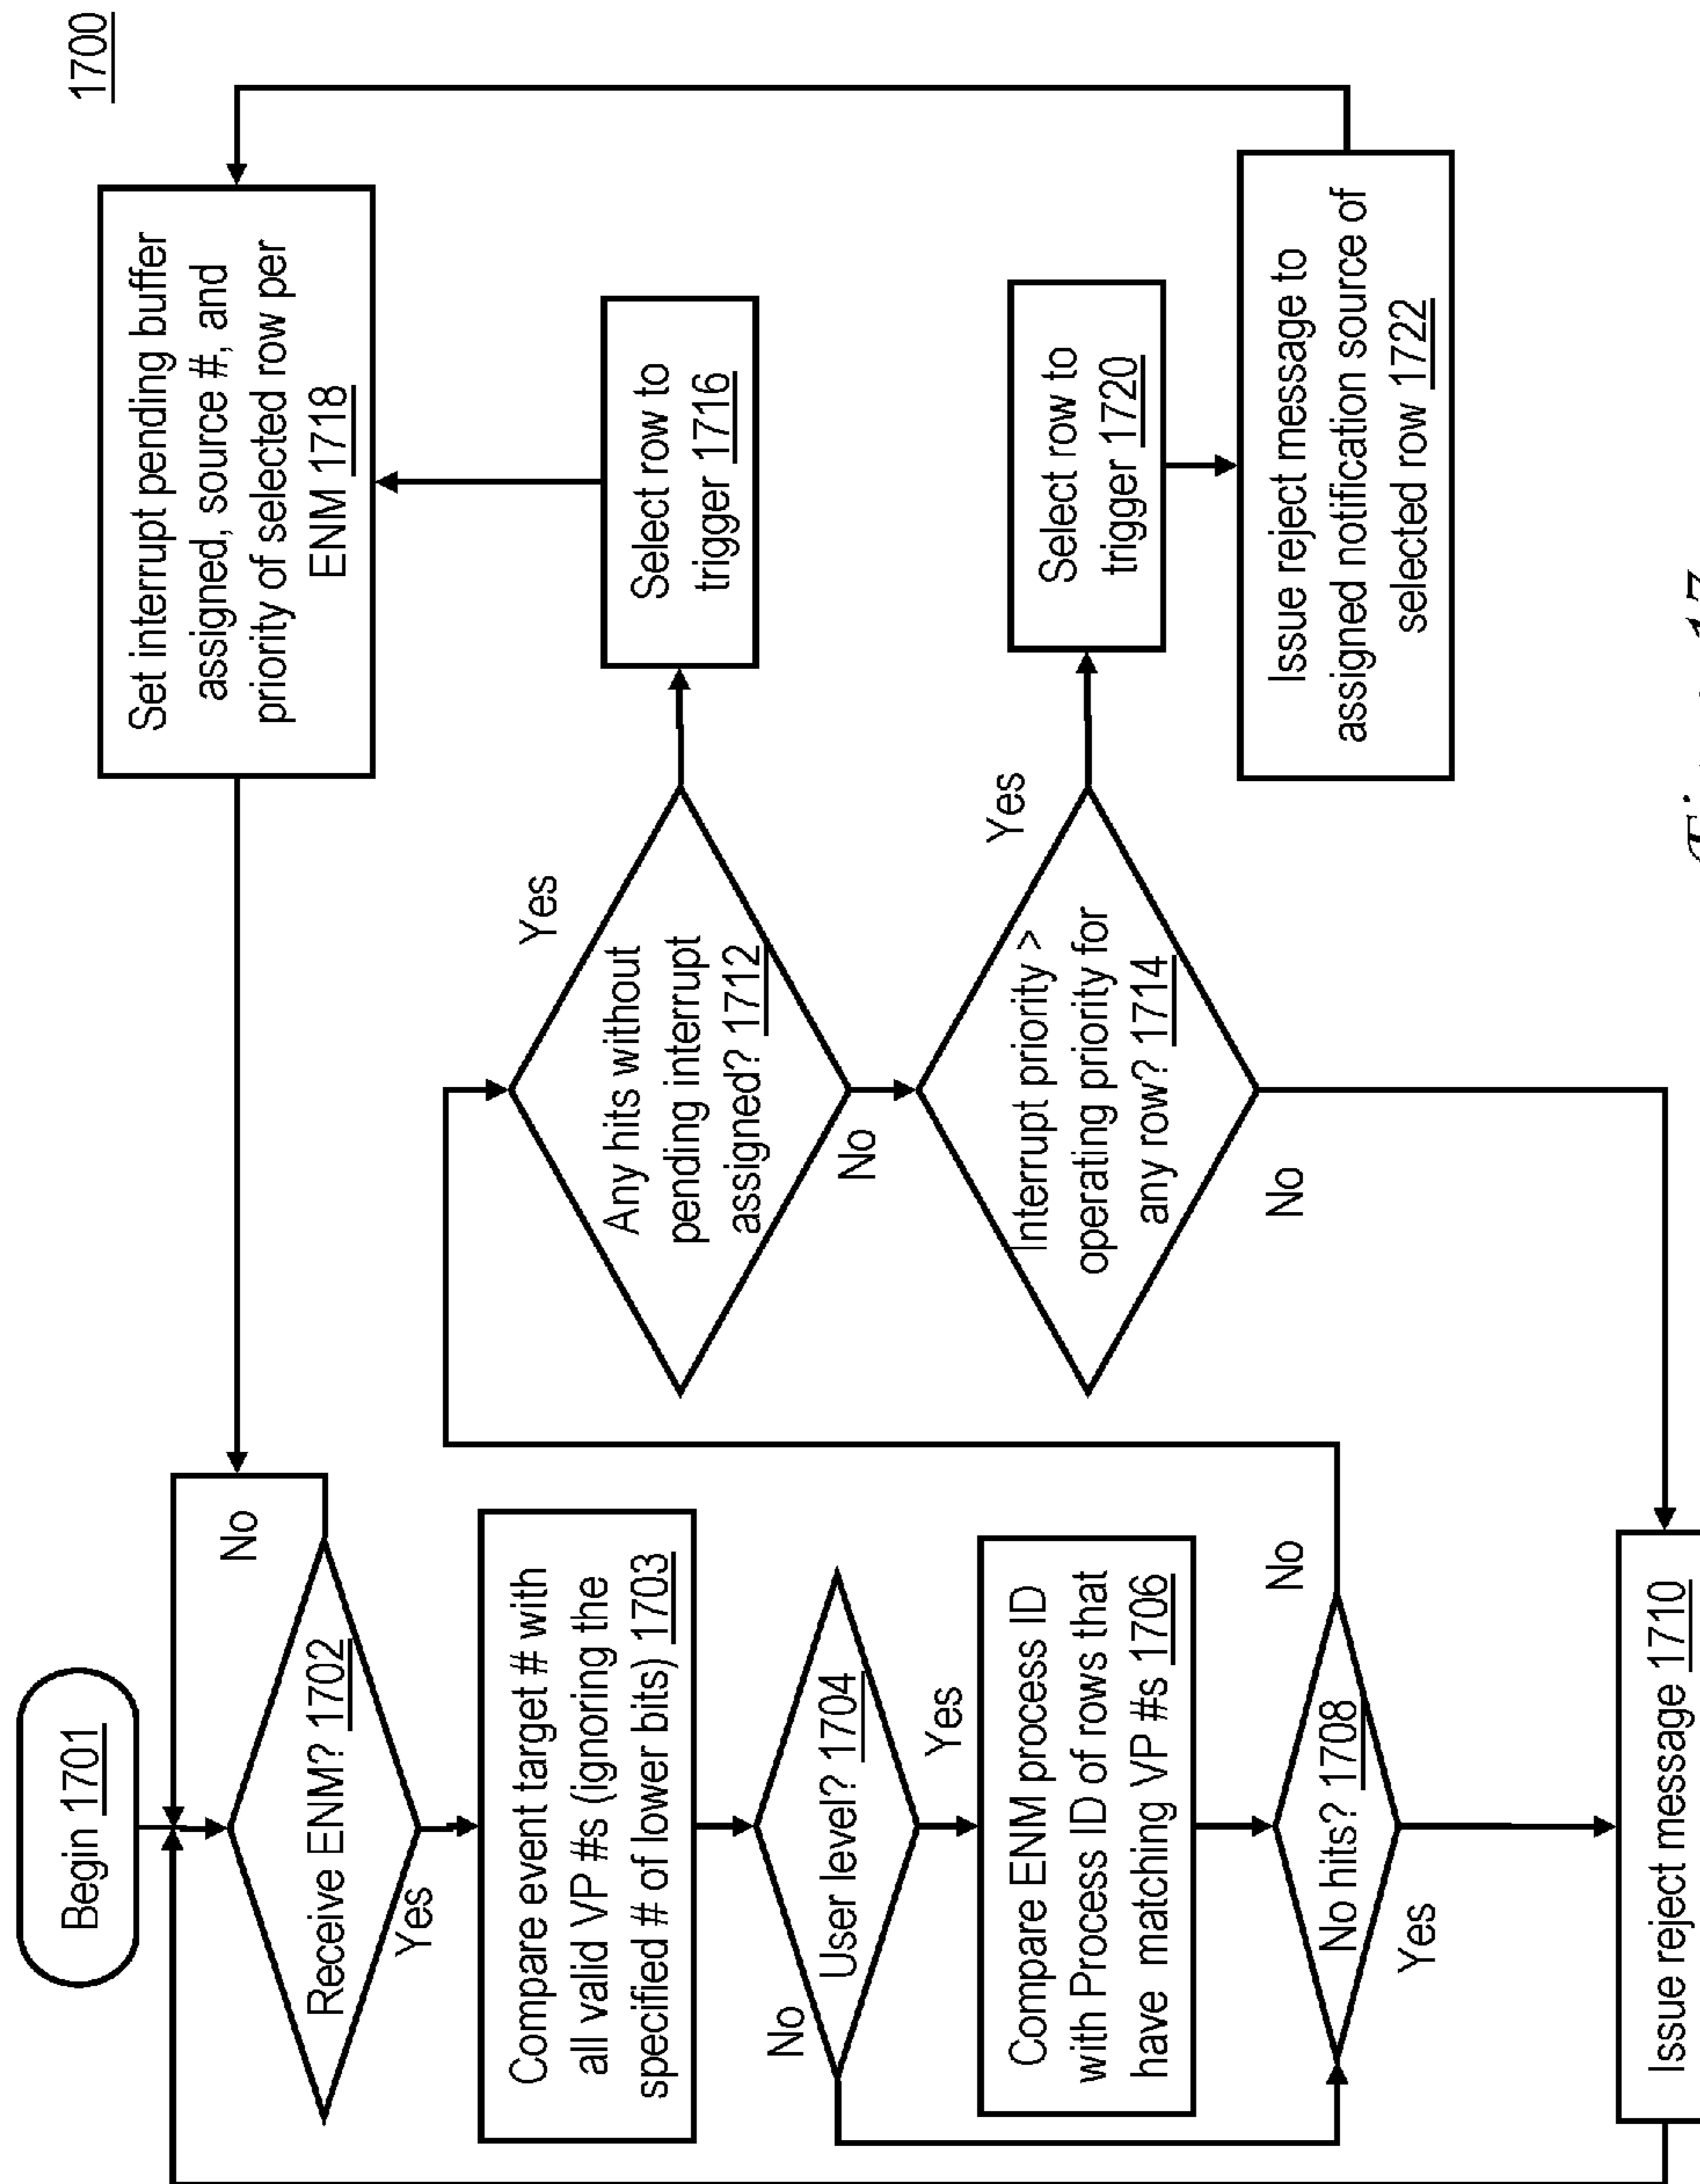 1700
Begin 1701
Receive ENM? 1702
No
Yes
Compare event target # with
all valid VP #s (ignoring the
specified # of lower bits) 1703
User level? 1704
No
Yes
Compare ENM process ID
with Process ID of rows that
have matching VP #s 1706
No hits? 1708
No
Yes
Issue reject message 1710
Any hits without
pending interrupt
assigned? 1712
Yes
No
Interrupt priority >
operating priority for
any row? 1714
Yes
No
Select row to
trigger 1716
Set interrupt pending buffer
assigned, source #, and
priority of selected row per
ENM 1718
Select row to
trigger 1720
Issue reject message to
assigned notification source of
selected row 1722